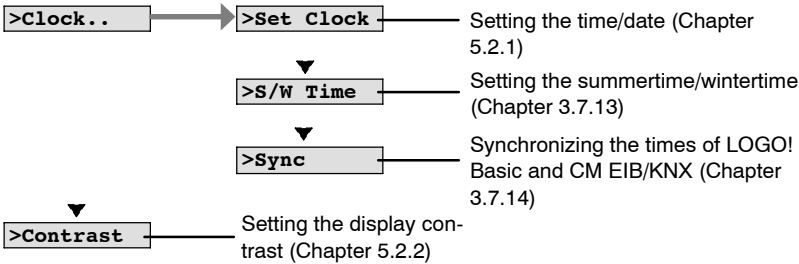 >Clock..
>Set Clock
Setting the time/date (Chapter
5.2.1)
>S/W Time
Setting the summertime/wintertime
(Chapter 3.7.13)
>Sync
Synchronizing the times of LOGO!
Basic and CM EIB/KNX (Chapter
3.7.14)
>Contrast
Setting the display con-
trast (Chapter 5.2.2)